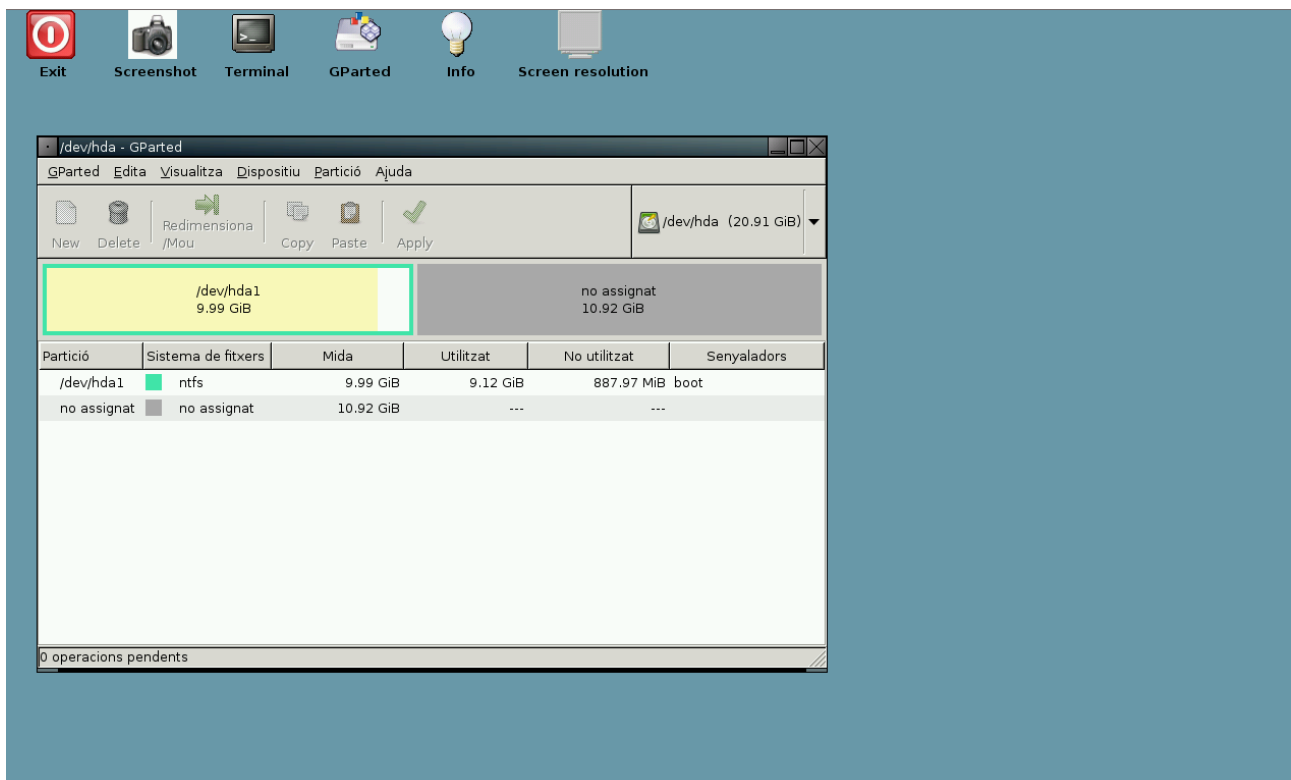 Exit Screenshot Terminal GParted Info Screen resolution
/dev/hda - GParted
GParted Edita Visualitza Dispositiu Partició Ajuda
New Delete Redimensiona /Mou Copy Paste Apply /dev/hda (20.91 GiB)
/dev/hda1 no assignat
9.99 GiB 10.92 GiB
Partició Sistema de fitxers Mida Utilitzat No utilitzat Senyaladors
/dev/hda1 ntfs 9.99 GiB 9.12 GiB 887.97 MiB boot
no assignat no assignat 10.92 GiB --- ---
0 operacions pendents